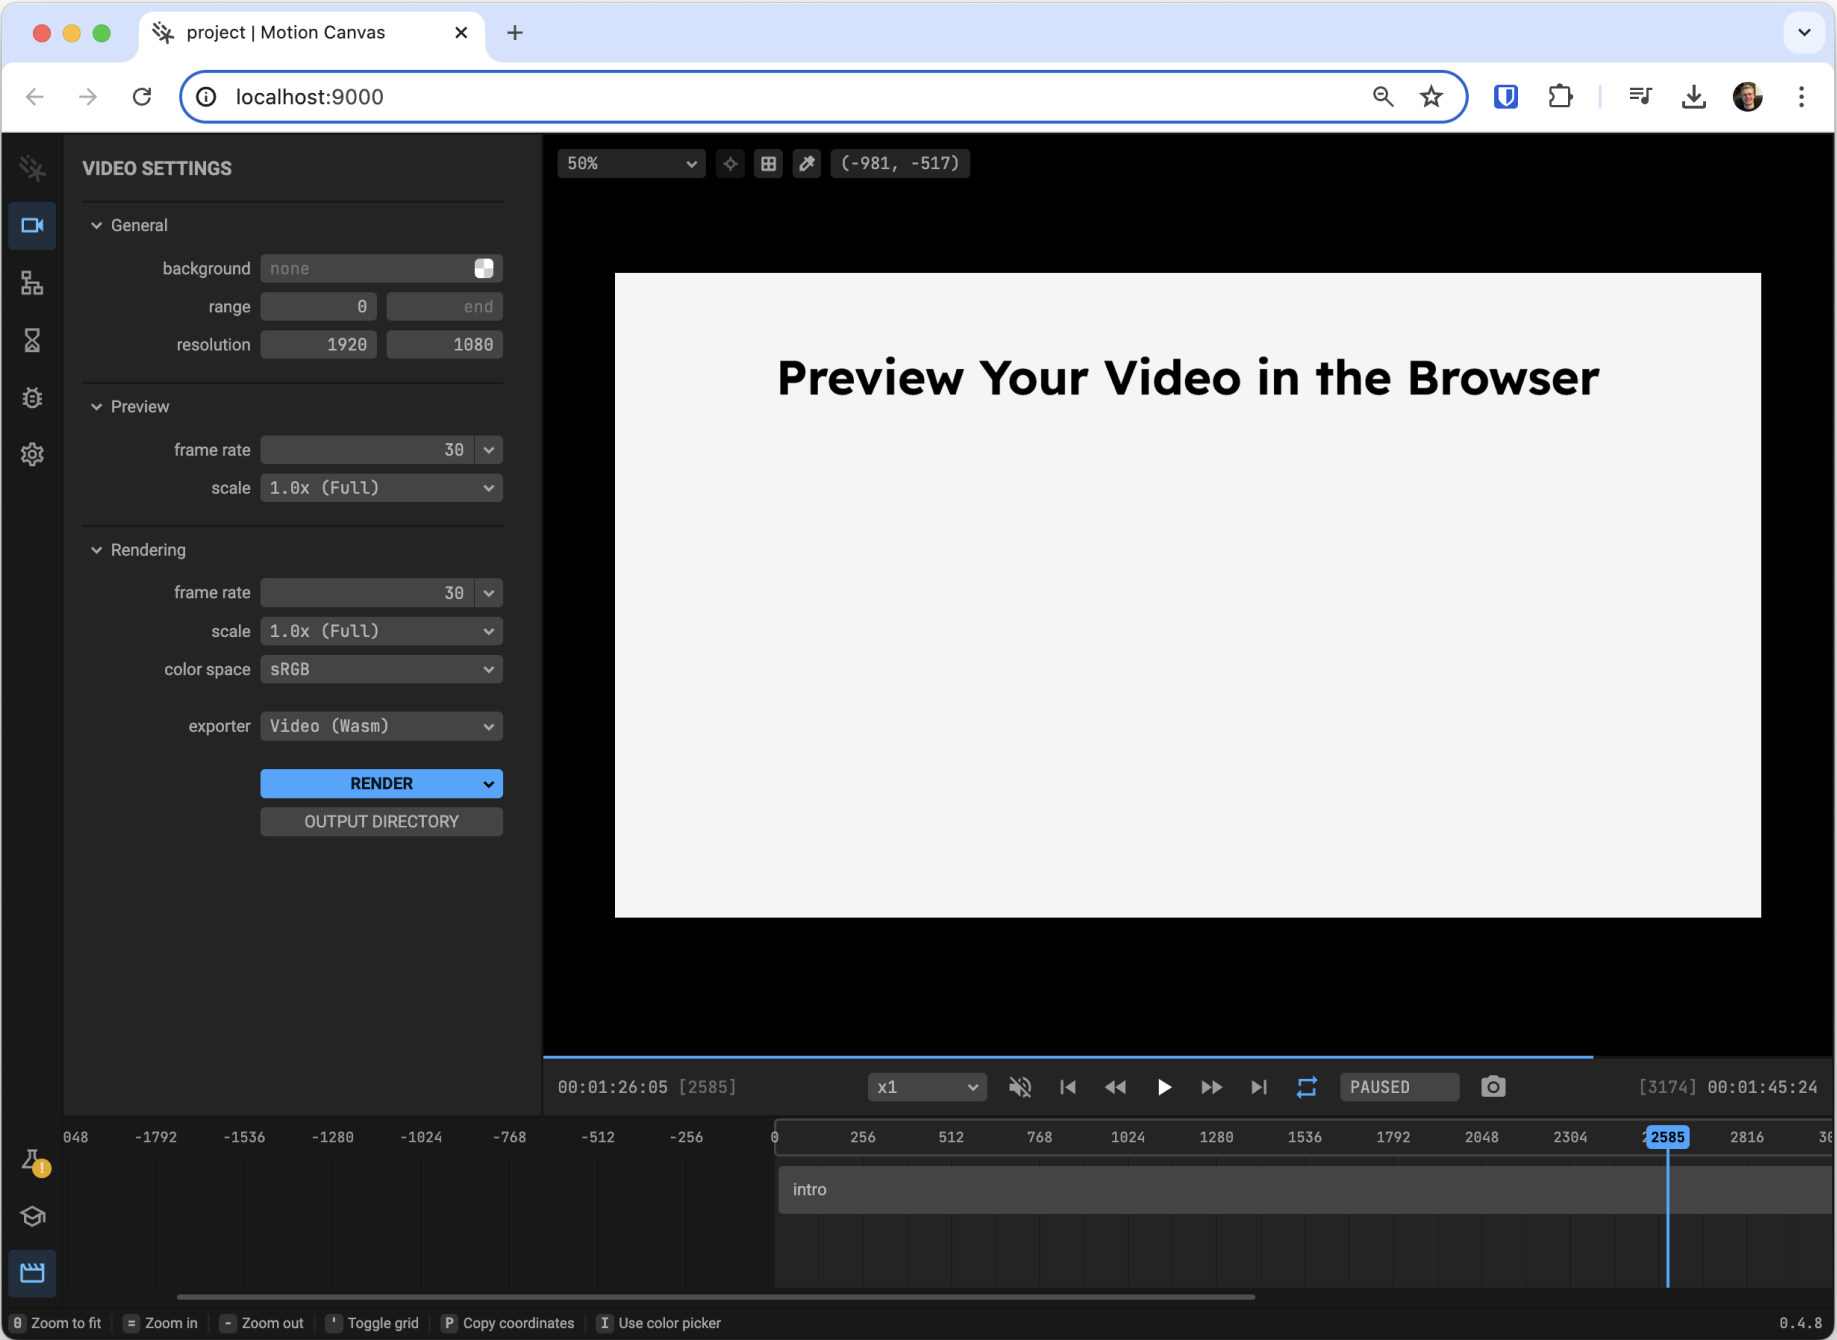 project | Motion Canvas
localhost:9000
VIDEO SETTINGS
General
background none
range 0 end
resolution 1920 1080
Preview
frame rate 30
scale 1.0x (Full)
Rendering
frame rate 30
scale 1.0x (Full)
color space sRGB
exporter Video (Wasm)
RENDER
OUTPUT DIRECTORY
50% (-981, -517)
Preview Your Video in the Browser
00:01:26:05 [2585] x1 PAUSED [3174] 00:01:45:24
048 -1792 -1536 -1280 -1024 -768 -512 -256 0 256 512 768 1024 1280 1536 1792 2048 2304 2585 2816 30
intro
!
0 Zoom to fit = Zoom in - Zoom out ' Toggle grid P Copy coordinates I Use color picker 0.4.8